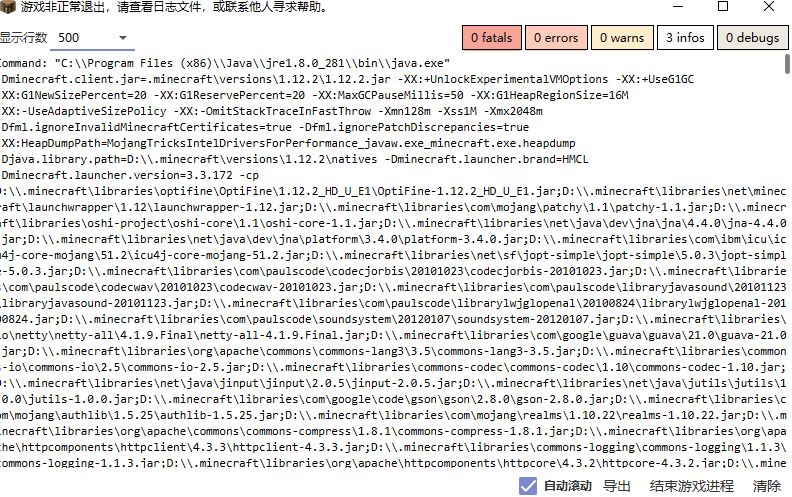 游戏非正常退出，请查看日志文件，或联系他人寻求帮助。
显示行数 500 0 fatals 0 errors 0 warns 3 infos 0 debugs
Command: "C:\\Program Files (x86)\\Java\\jre1.8.0_281\\bin\\java.exe"
Dminecraft.client.jar=.minecraft\versions\1.12.2\1.12.2.jar -XX:+UnlockExperimentalVMOptions -XX:+UseG1GC
XX:G1NewSizePercent=20 -XX:G1ReservePercent=20 -XX:MaxGCPauseMillis=50 -XX:G1HeapRegionSize=16M
XX:-UseAdaptiveSizePolicy -XX:-OmitStackTraceInFastThrow -Xmn128m -Xss1M -Xmx2048m
Dfml.ignoreInvalidMinecraftCertificates=true -Dfml.ignorePatchDiscrepancies=true
XX:HeapDumpPath=MojangTricksIntelDriversForPerformance_javaw.exe_minecraft.exe.heapdump
Djava.library.path=D:\\.minecraft\versions\1.12.2\natives -Dminecraft.launcher.brand=HMCL
Dminecraft.launcher.version=3.3.172 -cp
D:\\.minecraft\libraries\optifine\OptiFine\1.12.2_HD_U_E1\OptiFine-1.12.2_HD_U_E1.jar;D:\\.minecraft\libraries\net\minec
raft\launchwrapper\1.12\launchwrapper-1.12.jar;D:\\.minecraft\libraries\com\mojang\patchy\1.1\patchy-1.1.jar;D:\\.minecr
aft\libraries\oshi-project\oshi-core\1.1\oshi-core-1.1.jar;D:\\.minecraft\libraries\net\java\dev\jna\jna\4.4.0\jna-4.4.0
.jar;D:\\.minecraft\libraries\net\java\dev\jna\platform\3.4.0\platform-3.4.0.jar;D:\\.minecraft\libraries\com\ibm\icu\ic
u4j-core-mojang\51.2\icu4j-core-mojang-51.2.jar;D:\\.minecraft\libraries\net\sf\jopt-simple\jopt-simple\5.0.3\jopt-simpl
e-5.0.3.jar;D:\\.minecraft\libraries\com\paulscode\codecjorbis\20101023\codecjorbis-20101023.jar;D:\\.minecraft\librarie
s\com\paulscode\codecwav\20101023\codecwav-20101023.jar;D:\\.minecraft\libraries\com\paulscode\libraryjavasound\20101123
\libraryjavasound-20101123.jar;D:\\.minecraft\libraries\com\paulscode\librarylwjglopenal\20100824\librarylwjglopenal-201
00824.jar;D:\\.minecraft\libraries\com\paulscode\soundsystem\20120107\soundsystem-20120107.jar;D:\\.minecraft\libraries\
io\netty\netty-all\4.1.9.Final\netty-all-4.1.9.Final.jar;D:\\.minecraft\libraries\com\google\guava\guava\21.0\guava-21.0
.jar;D:\\.minecraft\libraries\org\apache\commons\commons-lang3\3.5\commons-lang3-3.5.jar;D:\\.minecraft\libraries\common
s-io\commons-io\2.5\commons-io-2.5.jar;D:\\.minecraft\libraries\commons-codec\commons-codec\1.10\commons-codec-1.10.jar;
D:\\.minecraft\libraries\net\java\jinput\jinput\2.0.5\jinput-2.0.5.jar;D:\\.minecraft\libraries\net\java\jutils\jutils\1
.0.0\jutils-1.0.0.jar;D:\\.minecraft\libraries\com\google\code\gson\gson\2.8.0\gson-2.8.0.jar;D:\\.minecraft\libraries\c
om\mojang\authlib\1.5.25\authlib-1.5.25.jar;D:\\.minecraft\libraries\com\mojang\realms\1.10.22\realms-1.10.22.jar;D:\\.m
inecraft\libraries\org\apache\commons\commons-compress\1.8.1\commons-compress-1.8.1.jar;D:\\.minecraft\libraries\org\apa
che\httpcomponents\httpclient\4.3.3\httpclient-4.3.3.jar;D:\\.minecraft\libraries\commons-logging\commons-logging\1.1.3\
commons-logging-1.1.3.jar;D:\\.minecraft\libraries\org\apache\httpcomponents\httpcore\4.3.2\httpcore-4.3.2.jar;D:\\.mine
自动滚动 导出 结束游戏进程 清除